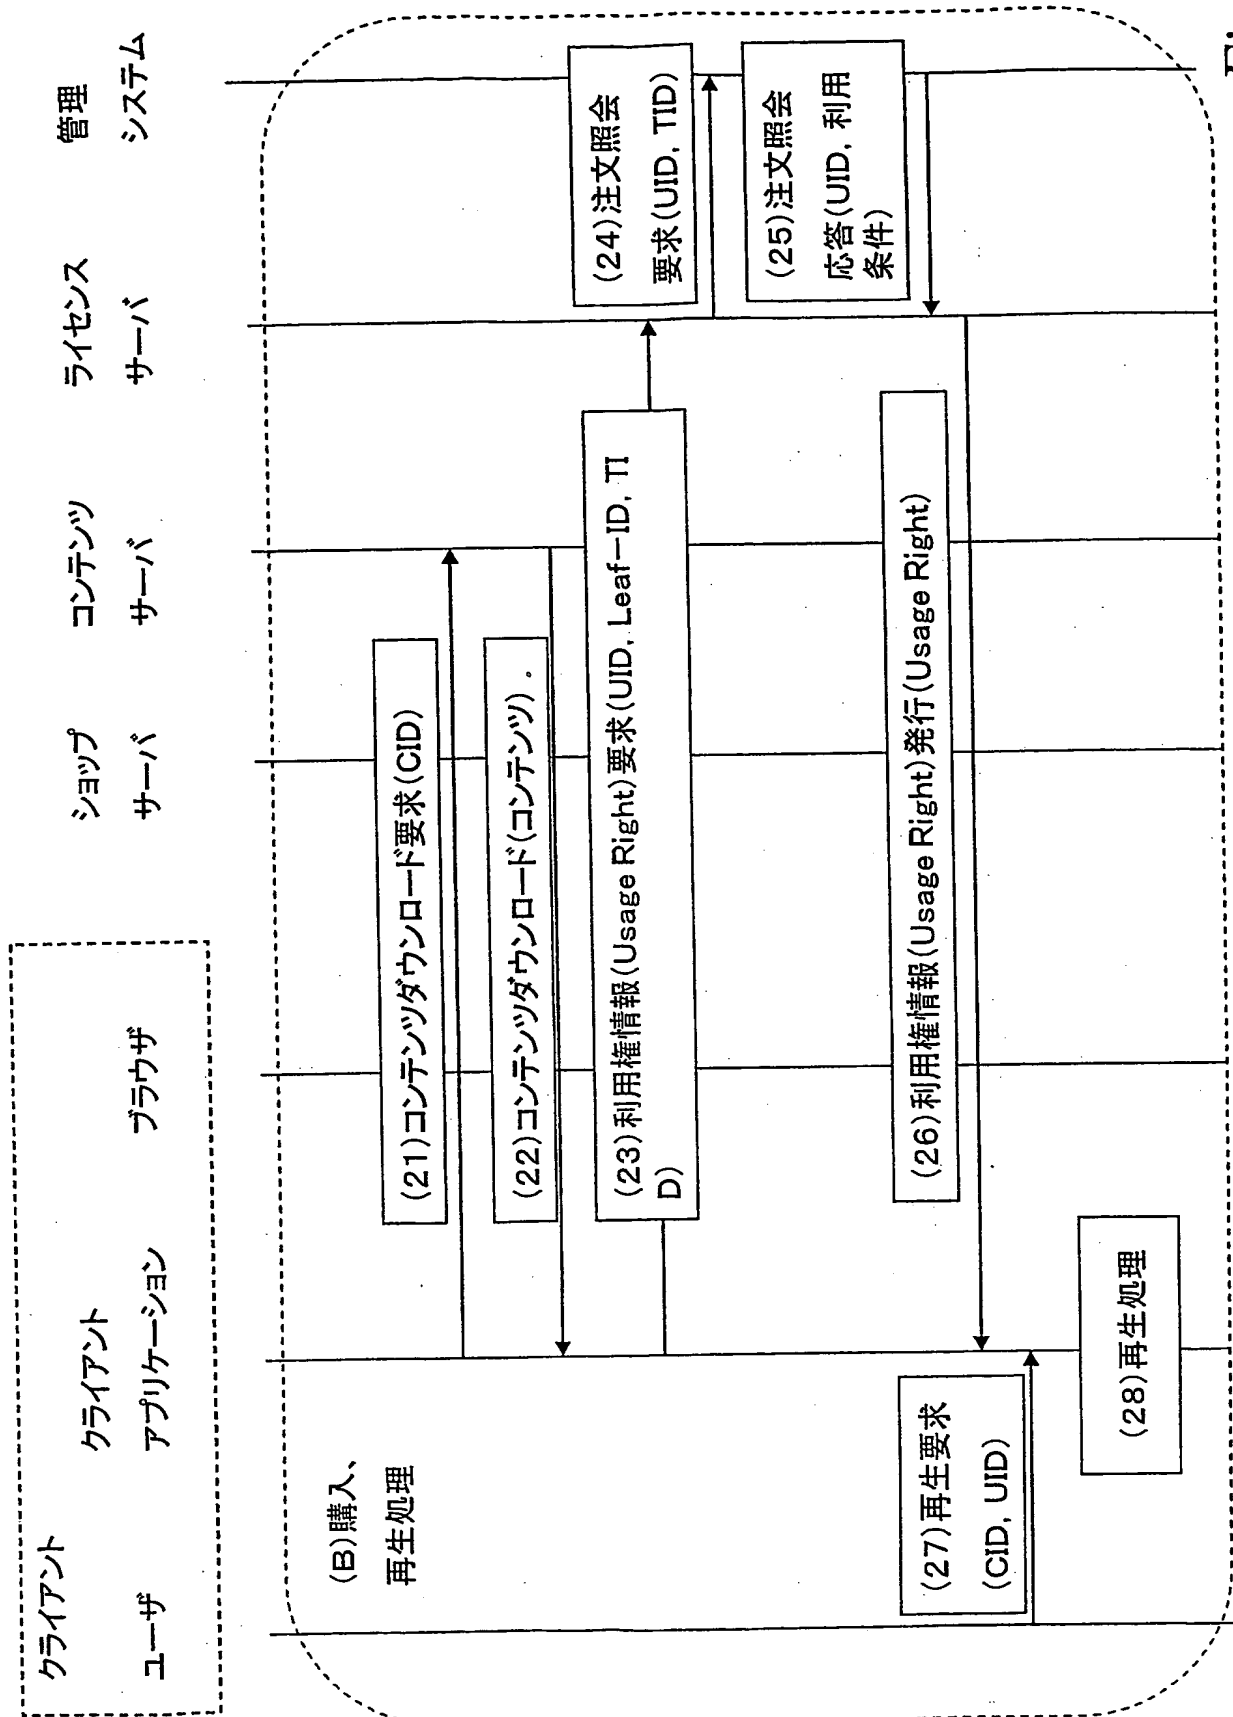 クライアント
ユーザ
クライアント
アプリケーション
ブラウザ
ショップ
サーバ
コンテンツ
サーバ
ライセンス
サーバ
管理
システム
(B)購入、
再生処理
(21)コンテンツダウンロード要求(CID)
(22)コンテンツダウンロード(コンテンツ)
(23)利用権情報(Usage Right)要求(UID, Leaf-ID, TI
D)
(24)注文照会
要求(UID, TID)
(25)注文照会
応答(UID, 利用
条件)
(26)利用権情報(Usage Right)発行(Usage Right)
(27)再生要求
(CID, UID)
(28)再生処理